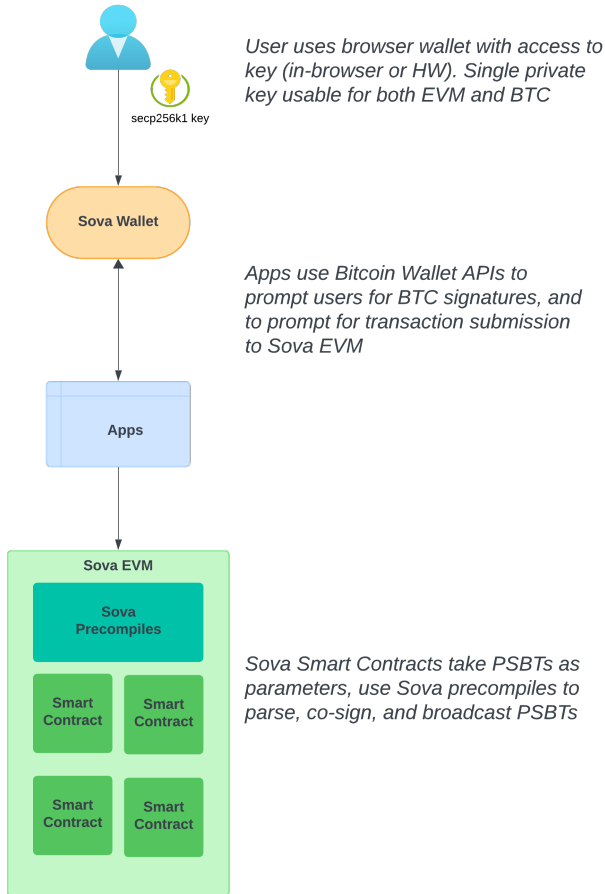 User uses browser wallet with access to
key (in-browser or HW). Single private
key usable for both EVM and BTC
secp256k1 key
Sova Wallet
Apps use Bitcoin Wallet APIs to
prompt users for BTC signatures, and
to prompt for transaction submission
to Sova EVM
Apps
Sova EVM
Sova
Precompiles
Sova Smart Contracts take PSBTs as
parameters, use Sova precompiles to
parse, co-sign, and broadcast PSBTs
Smart
Contract
Smart
Contract
Smart
Contract
Smart
Contract